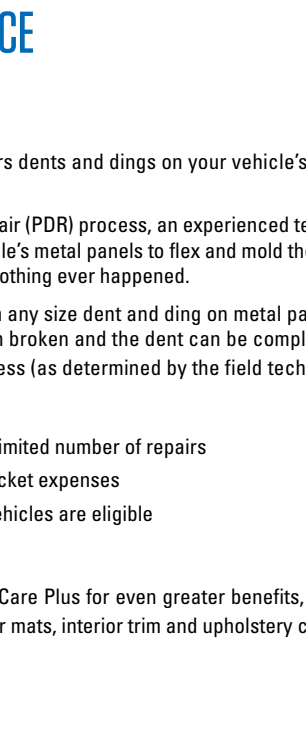 CE
rs dents and dings on your vehicle's
air (PDR) process, an experienced te
le's metal panels to flex and mold the
othing ever happened.
n any size dent and ding on metal pa
n broken and the dent can be compl
ess (as determined by the field tech
imited number of repairs
cket expenses
ehicles are eligible
Care Plus for even greater benefits,
r mats, interior trim and upholstery c